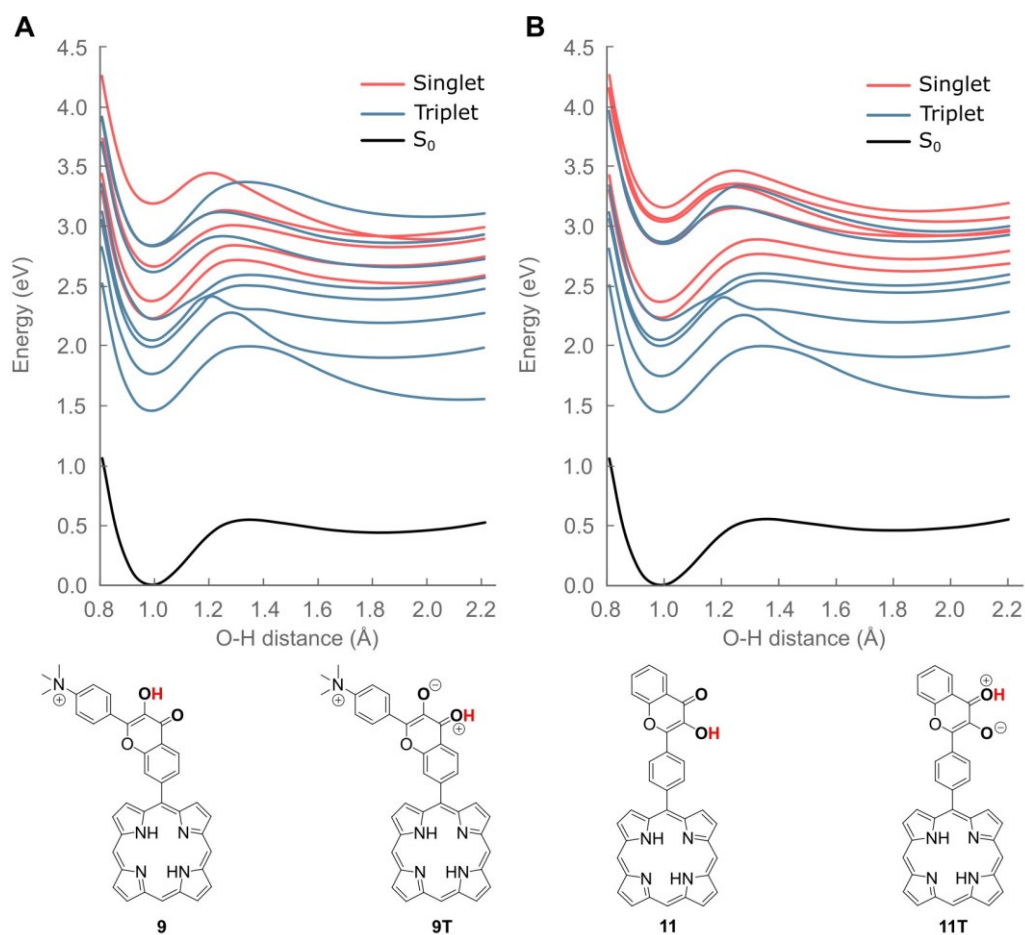 A
B
4.5
4.0
3.5
3.0
2.5
2.0
1.5
1.0
0.5
0.0
Energy (eV)
Singlet
Triplet
S₀
0.8 1.0 1.2 1.4 1.6 1.8 2.0 2.2
O-H distance (Å)
4.5
4.0
3.5
3.0
2.5
2.0
1.5
1.0
0.5
0.0
Energy (eV)
Singlet
Triplet
S₀
0.8 1.0 1.2 1.4 1.6 1.8 2.0 2.2
O-H distance (Å)
N
⊕
OH
O
O
NH
N
N
HN
9
N
⊕
O
⊖
OH
⊕
O
NH
N
N
HN
9T
O
OH
O
NH
N
N
HN
11
⊕
OH
O
⊖
O
NH
N
N
HN
11T